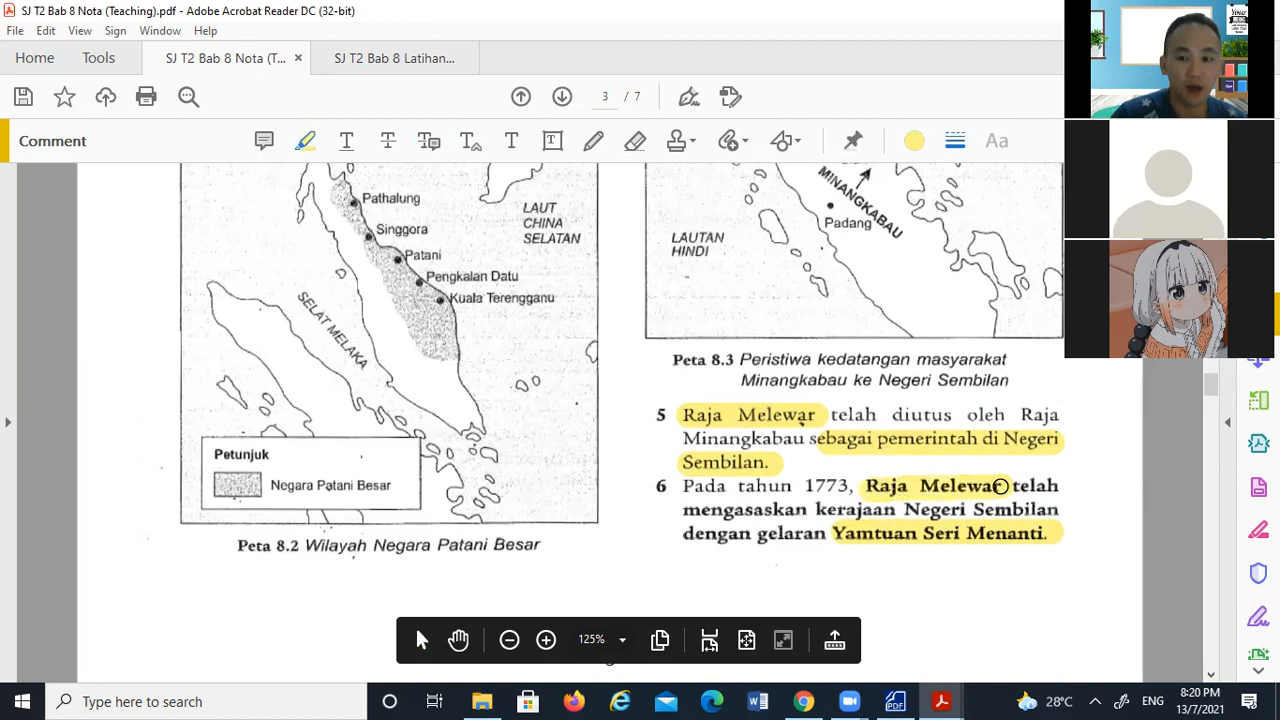 SJ T2 Bab 8 Nota (Teaching).pdf - Adobe Acrobat Reader DC (32-bit)
File Edit View Sign Window Help
Home Tools SJ T2 Bab 8 Nota (T... × SJ T2 Bab 8 Latihan...
3 / 7
Comment
Aa
Pathalung
Singgora
Patani
Pengkalan Datu
Kuala Terengganu
LAUT
CHINA
SELATAN
SELAT MELAKA
Petunjuk
Negara Patani Besar
Peta 8.2 Wilayah Negara Patani Besar
MINANGKABAU
Padang
LAUTAN
HINDI
Peta 8.3 Peristiwa kedatangan masyarakat
Minangkabau ke Negeri Sembilan
5 Raja Melewar telah diutus oleh Raja
Minangkabau sebagai pemerintah di Negeri
Sembilan.
6 Pada tahun 1773, Raja Melewar telah
mengasaskan kerajaan Negeri Sembilan
dengan gelaran Yamtuan Seri Menanti.
125%
Type here to search
28°C ENG
8:20 PM
13/7/2021